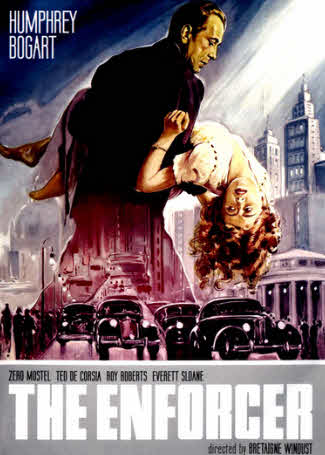 HUMPHREY
BOGART
ZERO MOSTEL TED DE CORSIA ROY ROBERTS EVERETT SLOANE
THE ENFORCER
directed by BRETAIGNE WINDUST